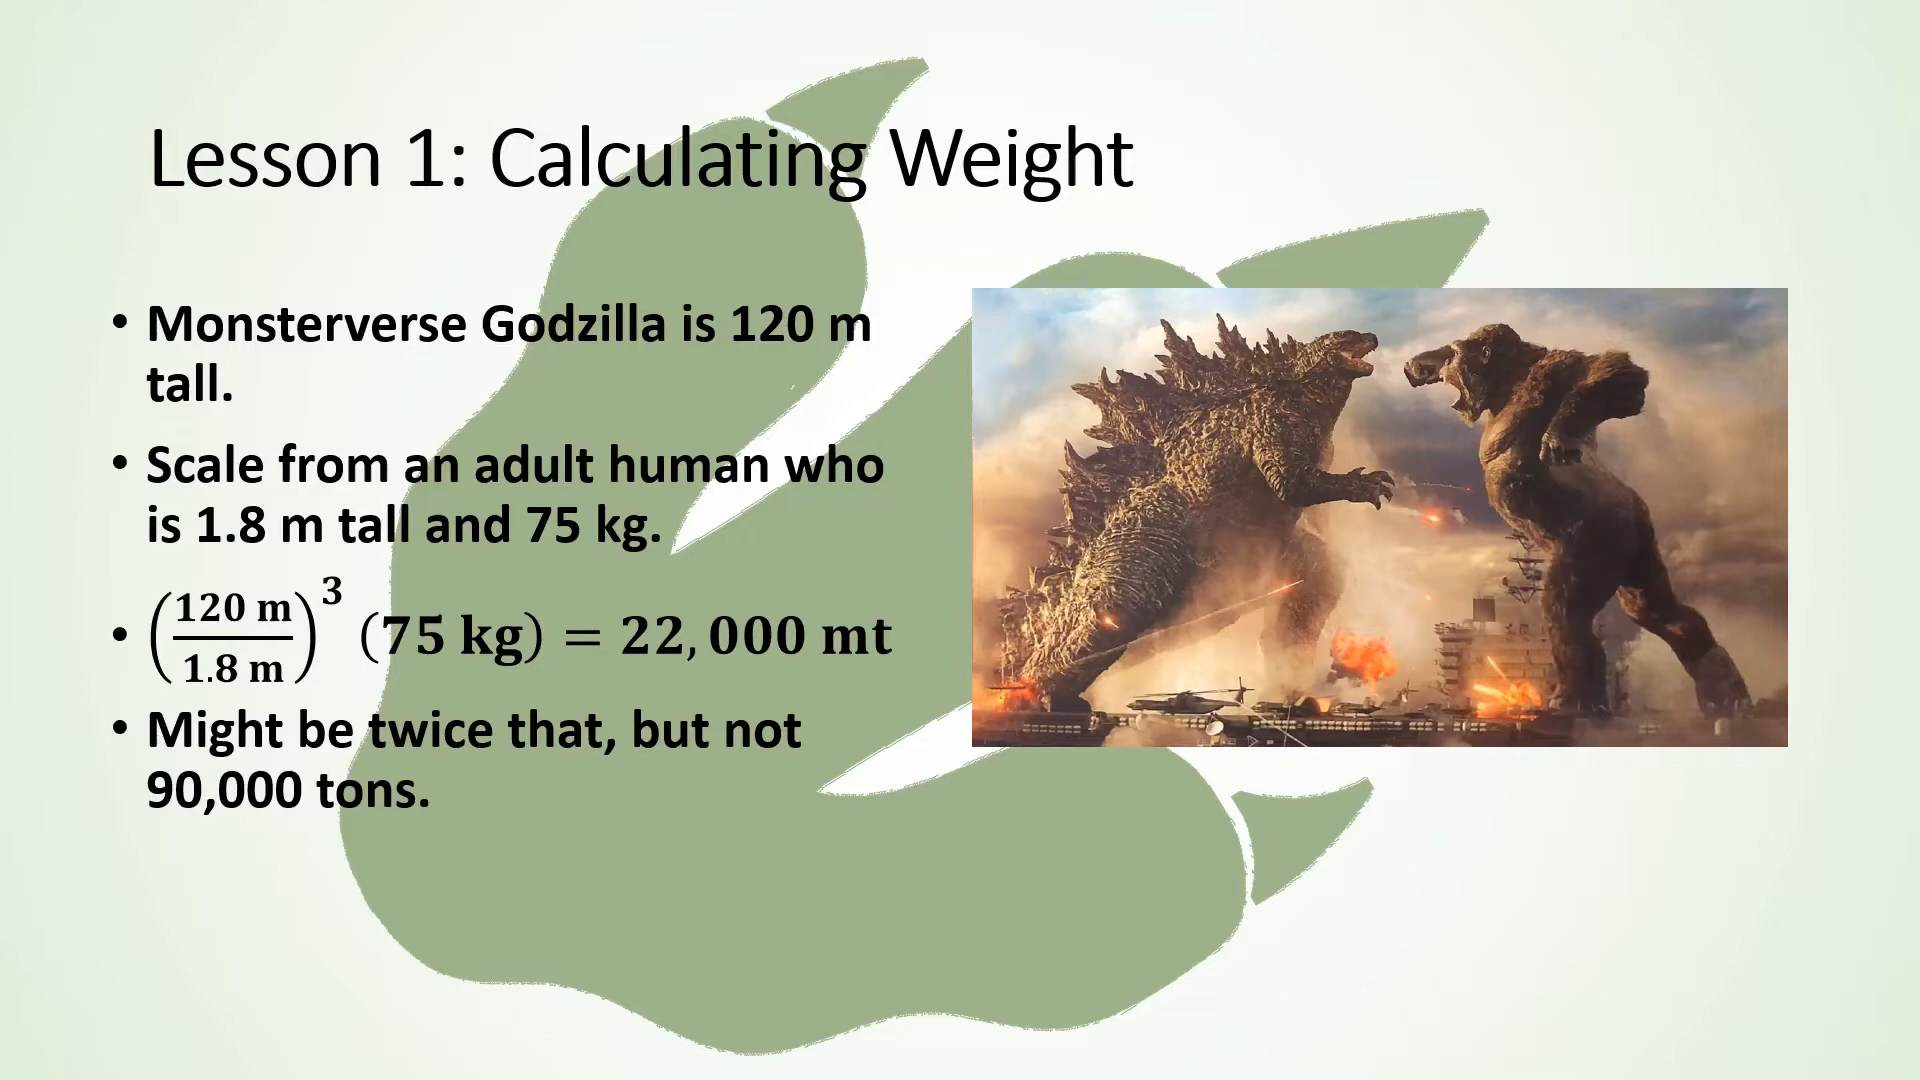 Lesson 1: Calculating Weight
• Monsterverse Godzilla is 120 m
tall.
• Scale from an adult human who
is 1.8 m tall and 75 kg.
• (120 m / 1.8 m)³ (75 kg) = 22,000 mt
• Might be twice that, but not
90,000 tons.